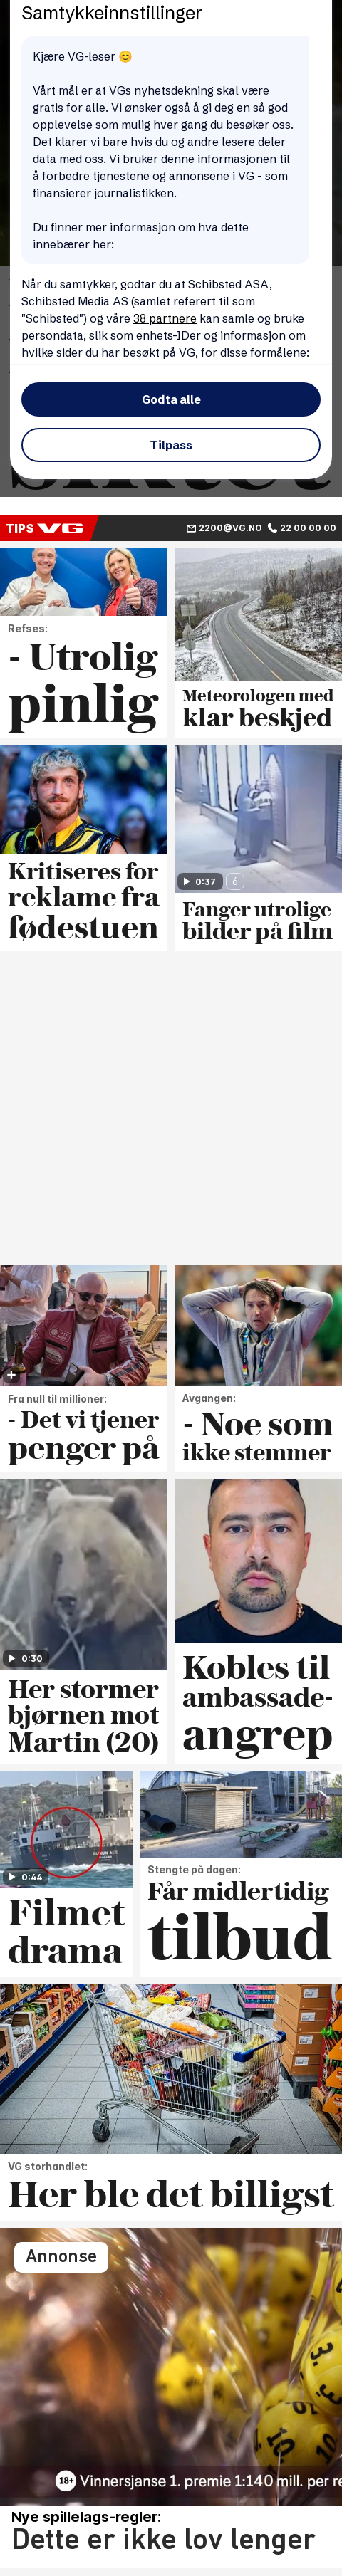 Samtykkeinnstillinger
Kjære VG-leser 😊
Vårt mål er at VGs nyhetsdekning skal være
gratis for alle. Vi ønsker også å gi deg en så god
opplevelse som mulig hver gang du besøker oss.
Det klarer vi bare hvis du og andre lesere deler
data med oss. Vi bruker denne informasjonen til
å forbedre tjenestene og annonsene i VG - som
finansierer journalistikken.
Du finner mer informasjon om hva dette
innebærer her:
Når du samtykker, godtar du at Schibsted ASA,
Schibsted Media AS (samlet referert til som
"Schibsted") og våre 38 partnere kan samle og bruke
persondata, slik som enhets-IDer og informasjon om
hvilke sider du har besøkt på VG, for disse formålene:
Godta alle
Tilpass
TIPS VG
2200@VG.NO 22 00 00 00
Refses:
- Utrolig
pinlig
Meteorologen med
klar beskjed
Kritiseres for
reklame fra
fødestuen
0:37 6
Fanger utrolige
bilder på film
Fra null til millioner:
- Det vi tjener
penger på
Avgangen:
- Noe som
ikke stemmer
0:30
Her stormer
bjørnen mot
Martin (20)
Kobles til
ambassade-
angrep
0:44
Filmet
drama
Stengte på dagen:
Får midlertidig
tilbud
VG storhandlet:
Her ble det billigst
Annonse
18+ Vinnersjanse 1. premie 1:140 mill. per re
Nye spillelags-regler:
Dette er ikke lov lenger